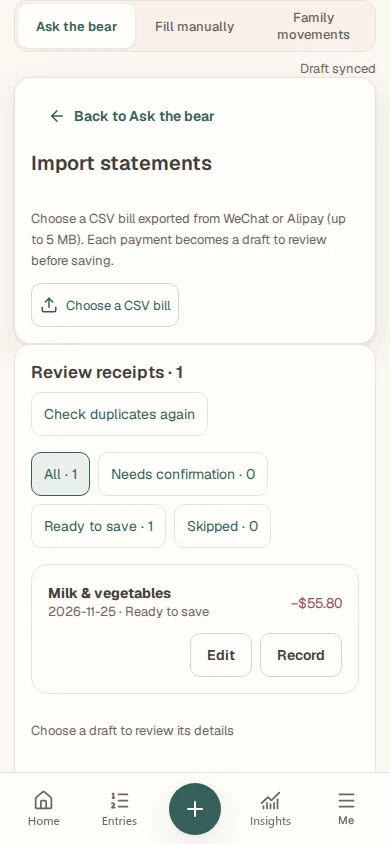 Ask the bear
Fill manually
Family
movements
Draft synced
Back to Ask the bear
Import statements
Choose a CSV bill exported from WeChat or Alipay (up
to 5 MB). Each payment becomes a draft to review
before saving.
Choose a CSV bill
Review receipts · 1
Check duplicates again
All · 1
Needs confirmation · 0
Ready to save · 1
Skipped · 0
Milk & vegetables
2026-11-25 · Ready to save
−$55.80
Edit
Record
Choose a draft to review its details
Home
Entries
Insights
Me